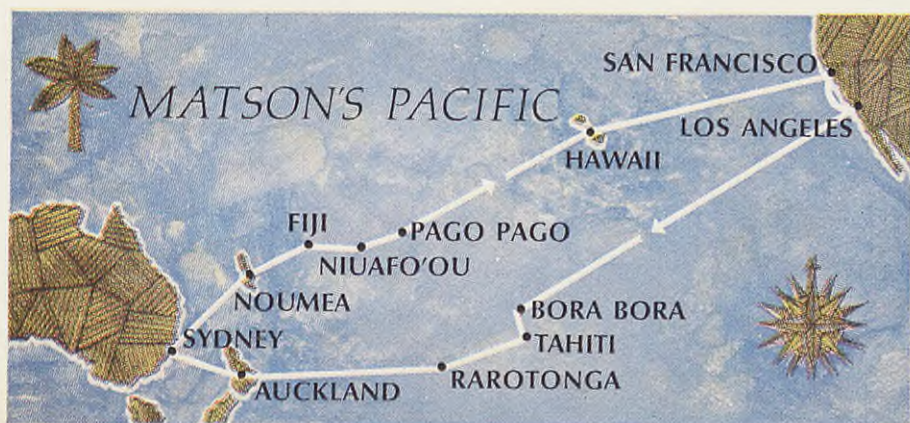 MATSON'S PACIFIC
SAN FRANCISCO
LOS ANGELES
HAWAII
FIJI
PAGO PAGO
NIUAFO'OU
NOUMEA
BORA BORA
SYDNEY
TAHITI
AUCKLAND
RAROTONGA